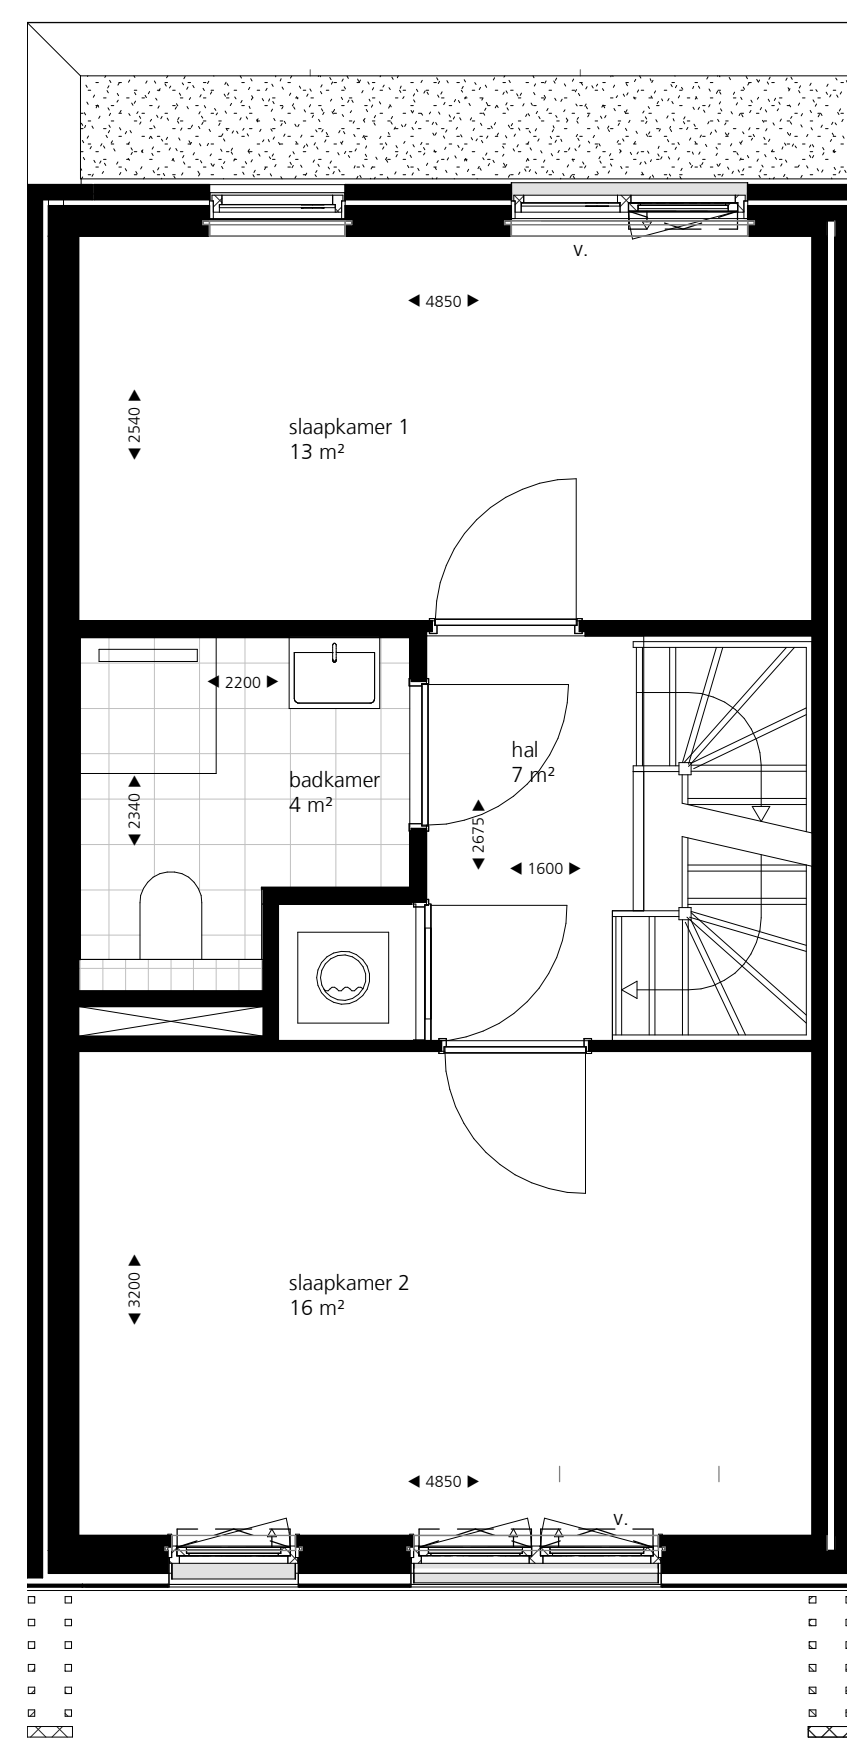 v.
4850
2540
slaapkamer 1
13 m²
2200
hal
7 m²
badkamer
4 m²
2340
2675
1600
slaapkamer 2
16 m²
3200
4850
v.